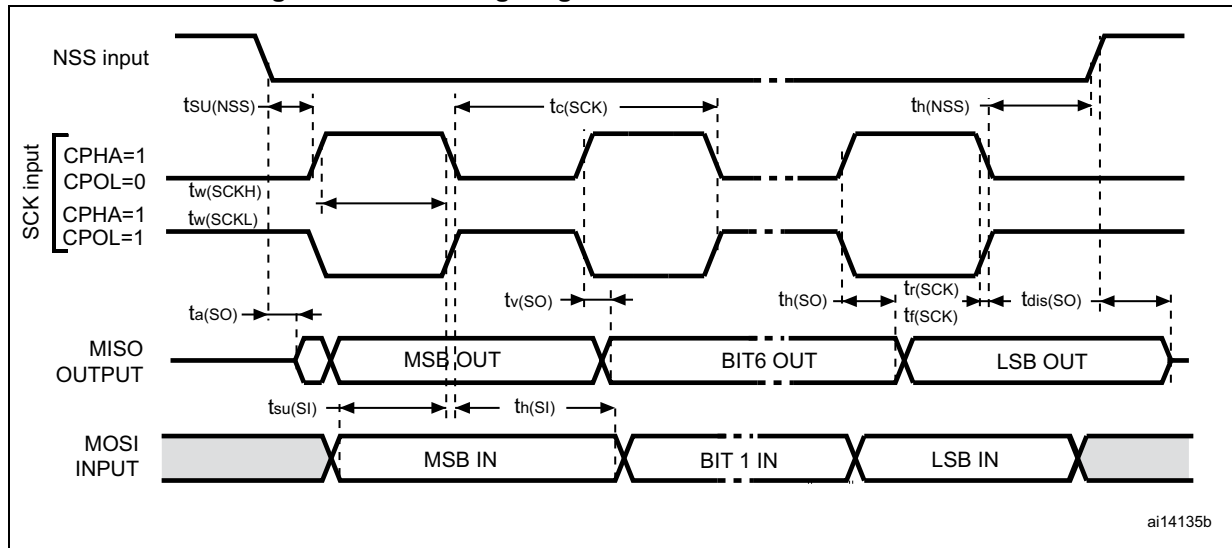 NSS input
tSU(NSS)
tc(SCK)
th(NSS)
SCK input
CPHA=1
CPOL=0
tw(SCKH)
CPHA=1
tw(SCKL)
CPOL=1
ta(SO)
tv(SO)
th(SO)
tr(SCK)
tf(SCK)
tdis(SO)
MISO
OUTPUT
MSB OUT
BIT6 OUT
LSB OUT
tsu(SI)
th(SI)
MOSI
INPUT
MSB IN
BIT 1 IN
LSB IN
ai14135b